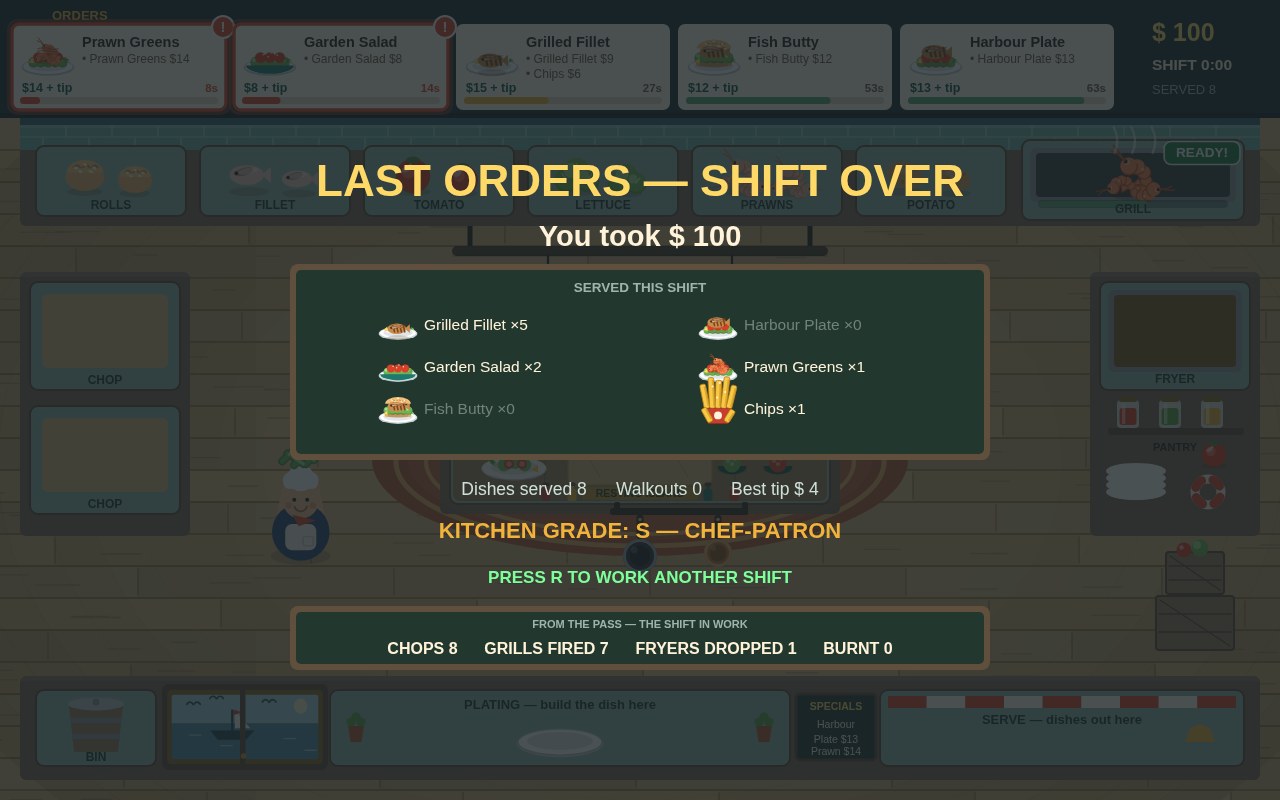 ORDERS
Prawn Greens
• Prawn Greens $14
$14 + tip 8s
!
Garden Salad
• Garden Salad $8
$8 + tip 14s
!
Grilled Fillet
• Grilled Fillet $9
• Chips $6
$15 + tip 27s
Fish Butty
• Fish Butty $12
$12 + tip 53s
Harbour Plate
• Harbour Plate $13
$13 + tip 63s
$ 100
SHIFT 0:00
SERVED 8
READY!
LAST ORDERS — SHIFT OVER
ROLLS
FILLET
TOMATO
LETTUCE
PRAWNS
POTATO
GRILL
You took $ 100
SERVED THIS SHIFT
Grilled Fillet ×5
Harbour Plate ×0
Garden Salad ×2
Prawn Greens ×1
Fish Butty ×0
Chips ×1
CHOP
CHOP
FRYER
PANTRY
Dishes served 8 Walkouts 0 Best tip $ 4
KITCHEN GRADE: S — CHEF-PATRON
PRESS R TO WORK ANOTHER SHIFT
FROM THE PASS — THE SHIFT IN WORK
CHOPS 8 GRILLS FIRED 7 FRYERS DROPPED 1 BURNT 0
BIN
PLATING — build the dish here
SPECIALS
Harbour
Plate $13
Prawn $14
SERVE — dishes out here